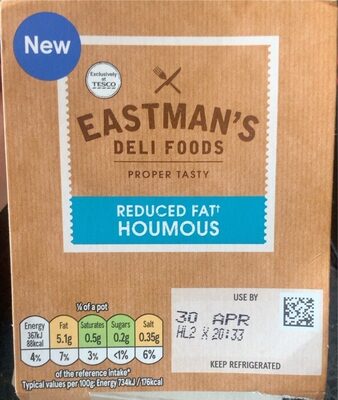 New
Exclusively
at
TESCO
EASTMAN'S
DELI FOODS
PROPER TASTY
REDUCED FAT†
HOUMOUS
¼ of a pot
Energy Fat Saturates Sugars Salt
367kJ 5.1g 0.5g 0.2g 0.35g
88kcal
4% 7% 3% <1% 6%
of the reference intake*
Typical values per 100g: Energy 734kJ / 176kcal
USE BY
30 APR
HL2 X 20:33
KEEP REFRIGERATED